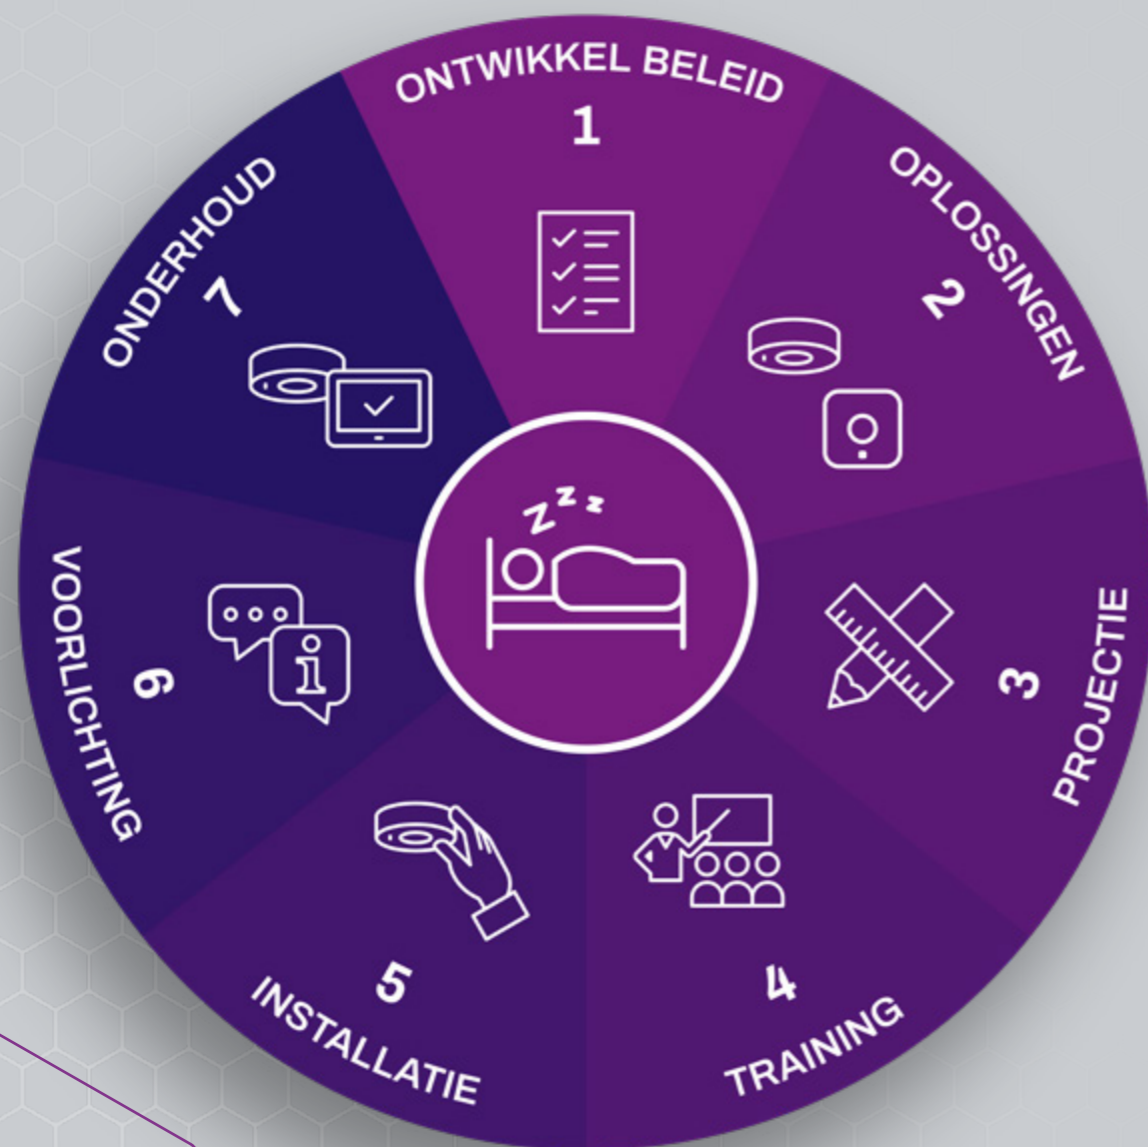 ONTWIKKEL BELEID
1
OPLOSSINGEN
2
PROJECTIE
3
TRAINING
4
INSTALLATIE
5
VOORLICHTING
6
ONDERHOUD
7
z z z
i